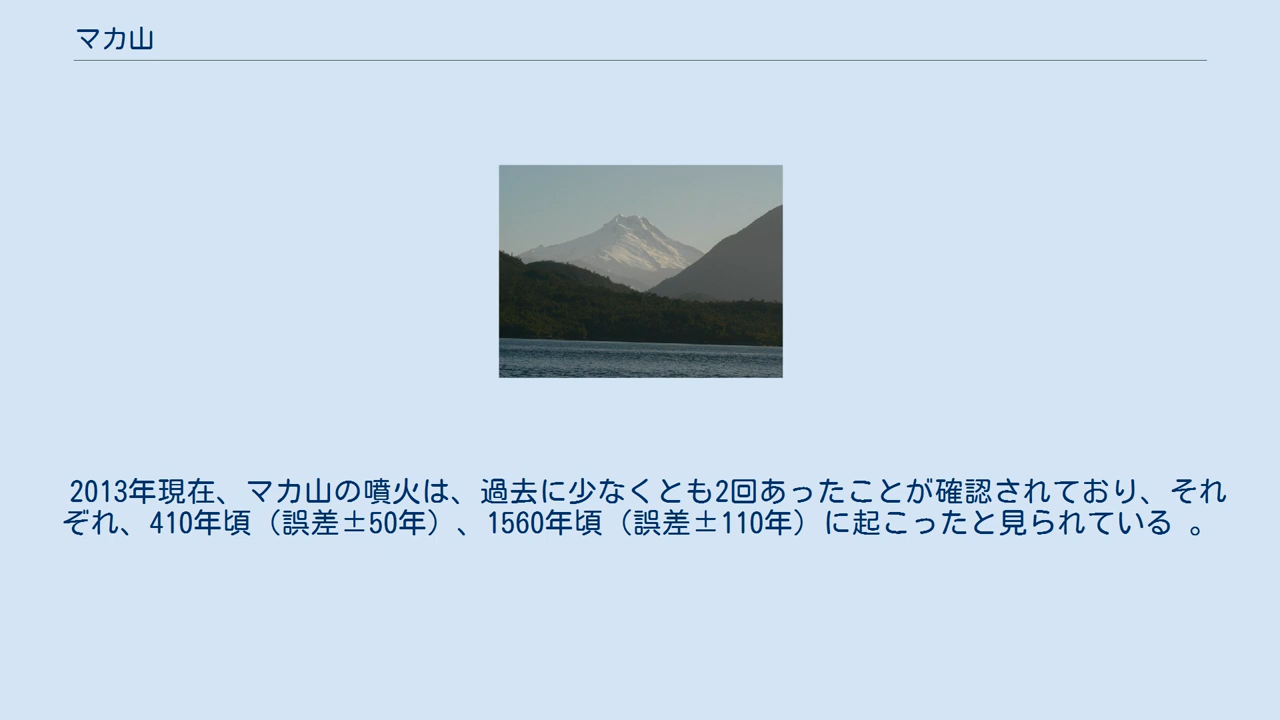 マカ山
2013年現在、マカ山の噴火は、過去に少なくとも2回あったことが確認されており、それ
ぞれ、410年頃（誤差±50年）、1560年頃（誤差±110年）に起こったと見られている 。